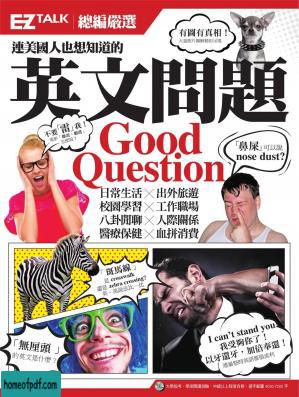 EZ TALK 總編嚴選
有圖有真相！
連美國人也想知道的
英文問題
Good
Question
不要「雷」我！
「鼻屎」可以說
nose dust?
日常生活×出外旅遊
校園學習×工作職場
八卦閒聊×人際關係
醫療保健×血拼消費
「斑馬線」
是 crosswalk
還是 zebra crossing?
「無厘頭」
的英文是什麼？
I can't stand you.
我受夠你了！
以牙還牙，加倍奉還！
homeofpdf.com